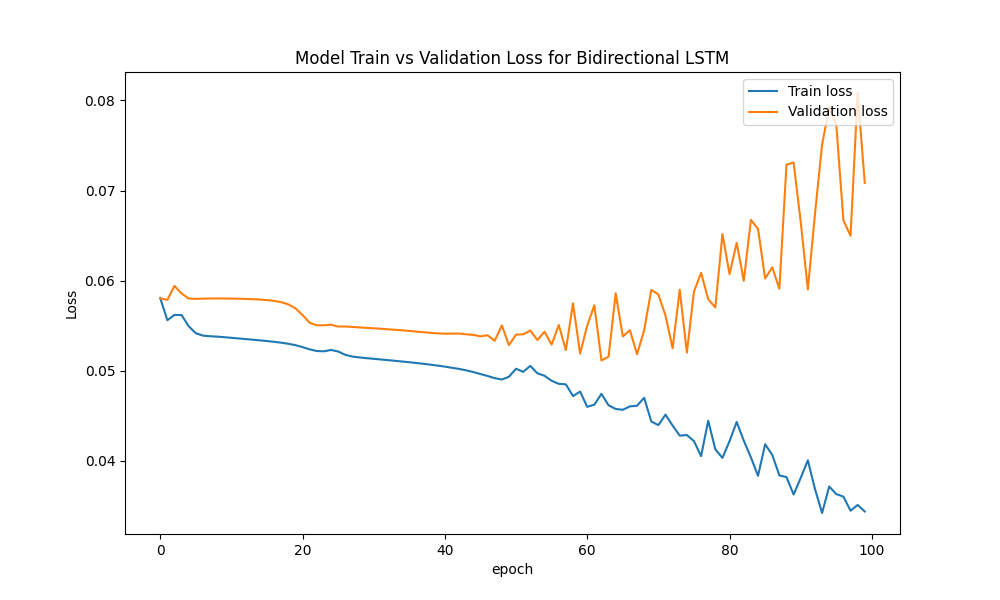 Model Train vs Validation Loss for Bidirectional LSTM
Train loss
Validation loss
0.08
0.07
0.06
0.05
0.04
Loss
0
20
40
60
80
100
epoch